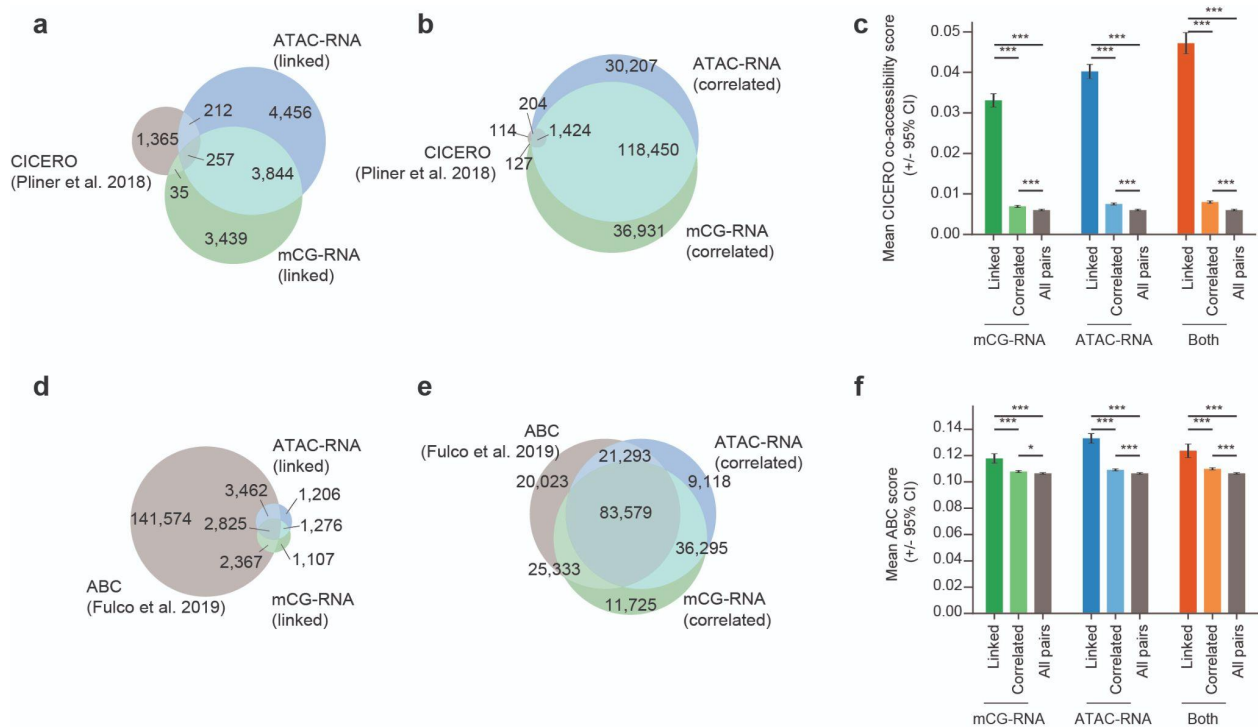 a
ATAC-RNA
(linked)
212
4,456
1,365
257
CICERO
(Pliner et al. 2018)
3,844
35
3,439
mCG-RNA
(linked)
b
ATAC-RNA
(correlated)
30,207
204
114
1,424
CICERO
(Pliner et al. 2018)
118,450
127
36,931
mCG-RNA
(correlated)
c
Mean CICERO co-accessibility score
(+/- 95% CI)
0.05
0.04
0.03
0.02
0.01
0.00
***
***
***
***
***
***
***
***
***
Linked
Correlated
All pairs
Linked
Correlated
All pairs
Linked
Correlated
All pairs
mCG-RNA
ATAC-RNA
Both
d
ATAC-RNA
(linked)
3,462
1,206
141,574
2,825
1,276
2,367
1,107
ABC
(Fulco et al. 2019)
mCG-RNA
(linked)
e
ABC
(Fulco et al. 2019)
ATAC-RNA
(correlated)
21,293
20,023
9,118
83,579
36,295
25,333
11,725
mCG-RNA
(correlated)
f
Mean ABC score
(+/- 95% CI)
0.14
0.12
0.10
0.08
0.06
0.04
0.02
0.00
***
***
*
***
***
***
***
***
***
Linked
Correlated
All pairs
Linked
Correlated
All pairs
Linked
Correlated
All pairs
mCG-RNA
ATAC-RNA
Both